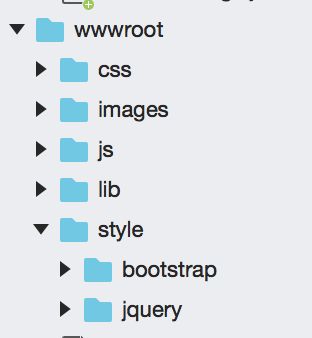 wwwroot
css
images
js
lib
style
bootstrap
jquery